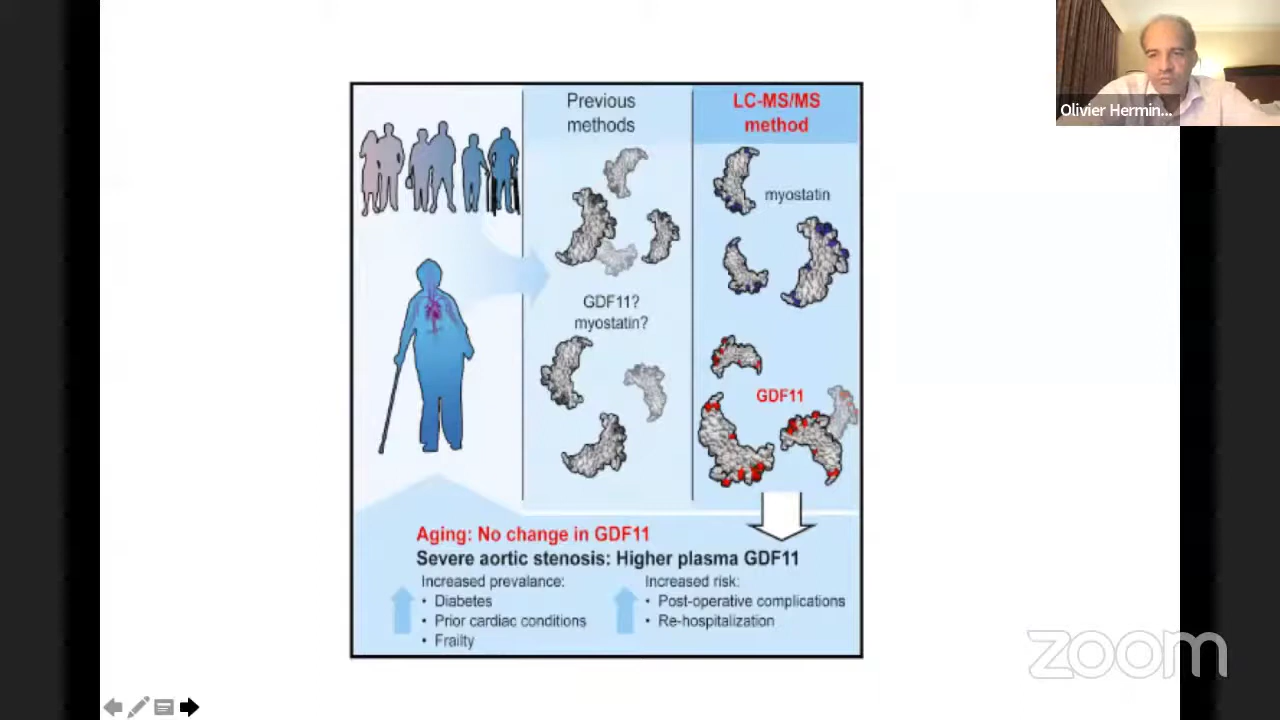 Previous
methods
LC-MS/MS
method
myostatin
GDF11?
myostatin?
GDF11
Aging: No change in GDF11
Severe aortic stenosis: Higher plasma GDF11
Increased prevalance:
• Diabetes
• Prior cardiac conditions
• Frailty
Increased risk:
• Post-operative complications
• Re-hospitalization
Olivier Hermin...
zoom